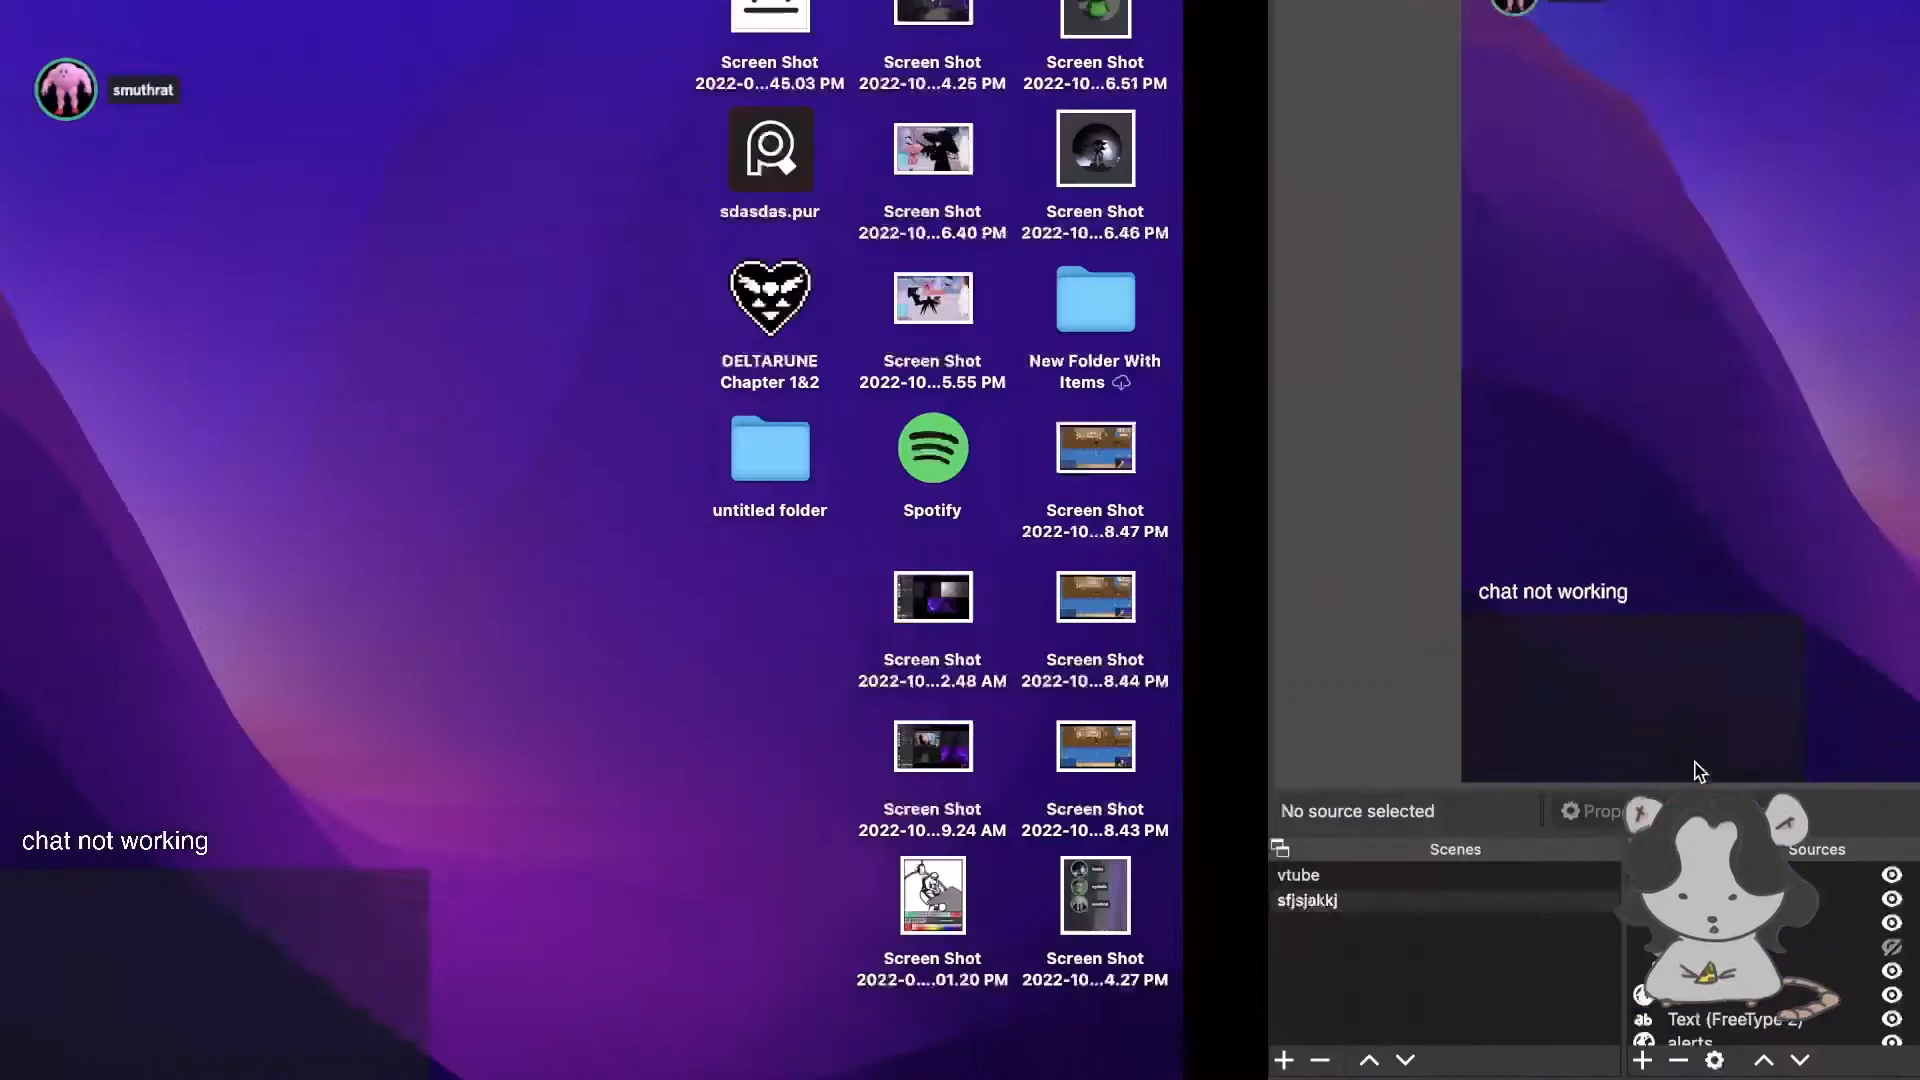 smuthrat
Screen Shot
2022-0...45.03 PM
Screen Shot
2022-10...4.25 PM
Screen Shot
2022-10...6.51 PM
sdasdas.pur
Screen Shot
2022-10...6.40 PM
Screen Shot
2022-10...6.46 PM
DELTARUNE
Chapter 1&2
Screen Shot
2022-10...5.55 PM
New Folder With
Items
untitled folder
Spotify
Screen Shot
2022-10...8.47 PM
Screen Shot
2022-10...2.48 AM
Screen Shot
2022-10...8.44 PM
Screen Shot
2022-10...9.24 AM
Screen Shot
2022-10...8.43 PM
Screen Shot
2022-0....01.20 PM
Screen Shot
2022-10...4.27 PM
chat not working
chat not working
No source selected
Prop
Scenes
Sources
vtube
sfjsjakkj
ab Text (FreeType 2)
alerts